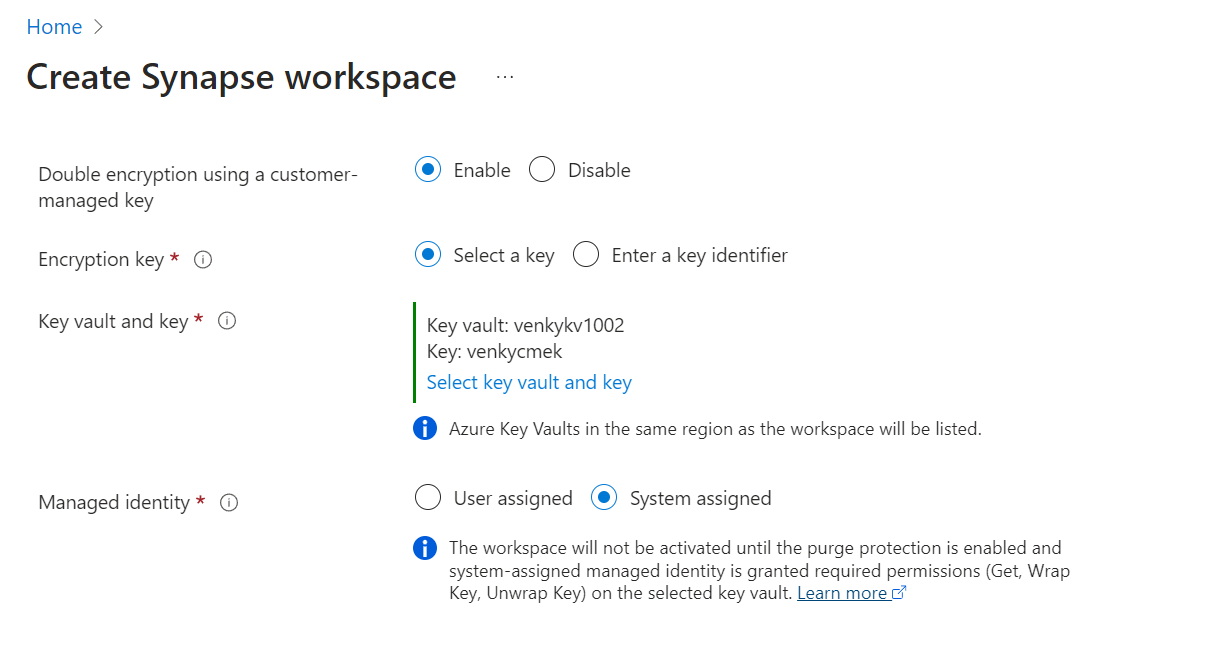 Home >
Create Synapse workspace ...
Double encryption using a customer-
managed key
Enable Disable
Encryption key *
Select a key Enter a key identifier
Key vault and key *
Key vault: venkykv1002
Key: venkycmek
Select key vault and key
Azure Key Vaults in the same region as the workspace will be listed.
Managed identity *
User assigned System assigned
The workspace will not be activated until the purge protection is enabled and
system-assigned managed identity is granted required permissions (Get, Wrap
Key, Unwrap Key) on the selected key vault. Learn more